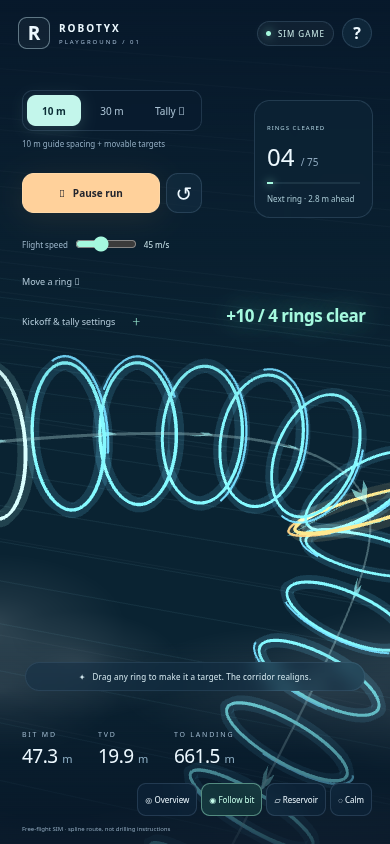 R
ROBOTYX
PLAYGROUND / 01
SIM GAME
?
10 m
30 m
Tally
10 m guide spacing + movable targets
RINGS CLEARED
04 / 75
Next ring · 2.8 m ahead
Pause run
↺
Flight speed
45 m/s
Move a ring
Kickoff & tally settings +
+10 / 4 rings clear
✦ Drag any ring to make it a target. The corridor realigns.
BIT MD
TVD
TO LANDING
47.3 m
19.9 m
661.5 m
◎ Overview
◉ Follow bit
▱ Reservoir
○ Calm
Free-flight SIM · spline route, not drilling instructions